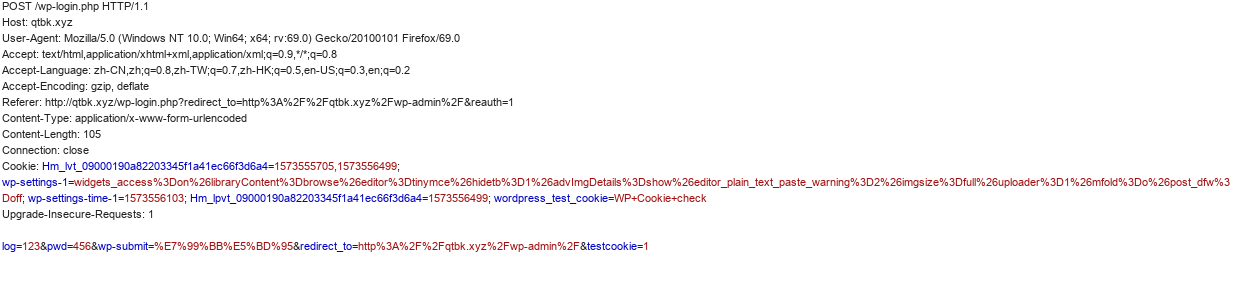 POST /wp-login.php HTTP/1.1
Host: qtbk.xyz
User-Agent: Mozilla/5.0 (Windows NT 10.0; Win64; x64; rv:69.0) Gecko/20100101 Firefox/69.0
Accept: text/html,application/xhtml+xml,application/xml;q=0.9,*/*;q=0.8
Accept-Language: zh-CN,zh;q=0.8,zh-TW;q=0.7,zh-HK;q=0.5,en-US;q=0.3,en;q=0.2
Accept-Encoding: gzip, deflate
Referer: http://qtbk.xyz/wp-login.php?redirect_to=http%3A%2F%2Fqtbk.xyz%2Fwp-admin%2F&reauth=1
Content-Type: application/x-www-form-urlencoded
Content-Length: 105
Connection: close
Cookie: Hm_lvt_09000190a82203345f1a41ec66f3d6a4=1573555705,1573556499;
wp-settings-1=widgets_access%3Don%26libraryContent%3Dbrowse%26editor%3Dtinymce%26hidetb%3D1%26advImgDetails%3Dshow%26editor_plain_text_paste_warning%3D2%26imgsize%3Dfull%26uploader%3D1%26mfold%3Do%26post_dfw%3
Doff; wp-settings-time-1=1573556103; Hm_lpvt_09000190a82203345f1a41ec66f3d6a4=1573556499; wordpress_test_cookie=WP+Cookie+check
Upgrade-Insecure-Requests: 1
log=123&pwd=456&wp-submit=%E7%99%BB%E5%BD%95&redirect_to=http%3A%2F%2Fqtbk.xyz%2Fwp-admin%2F&testcookie=1